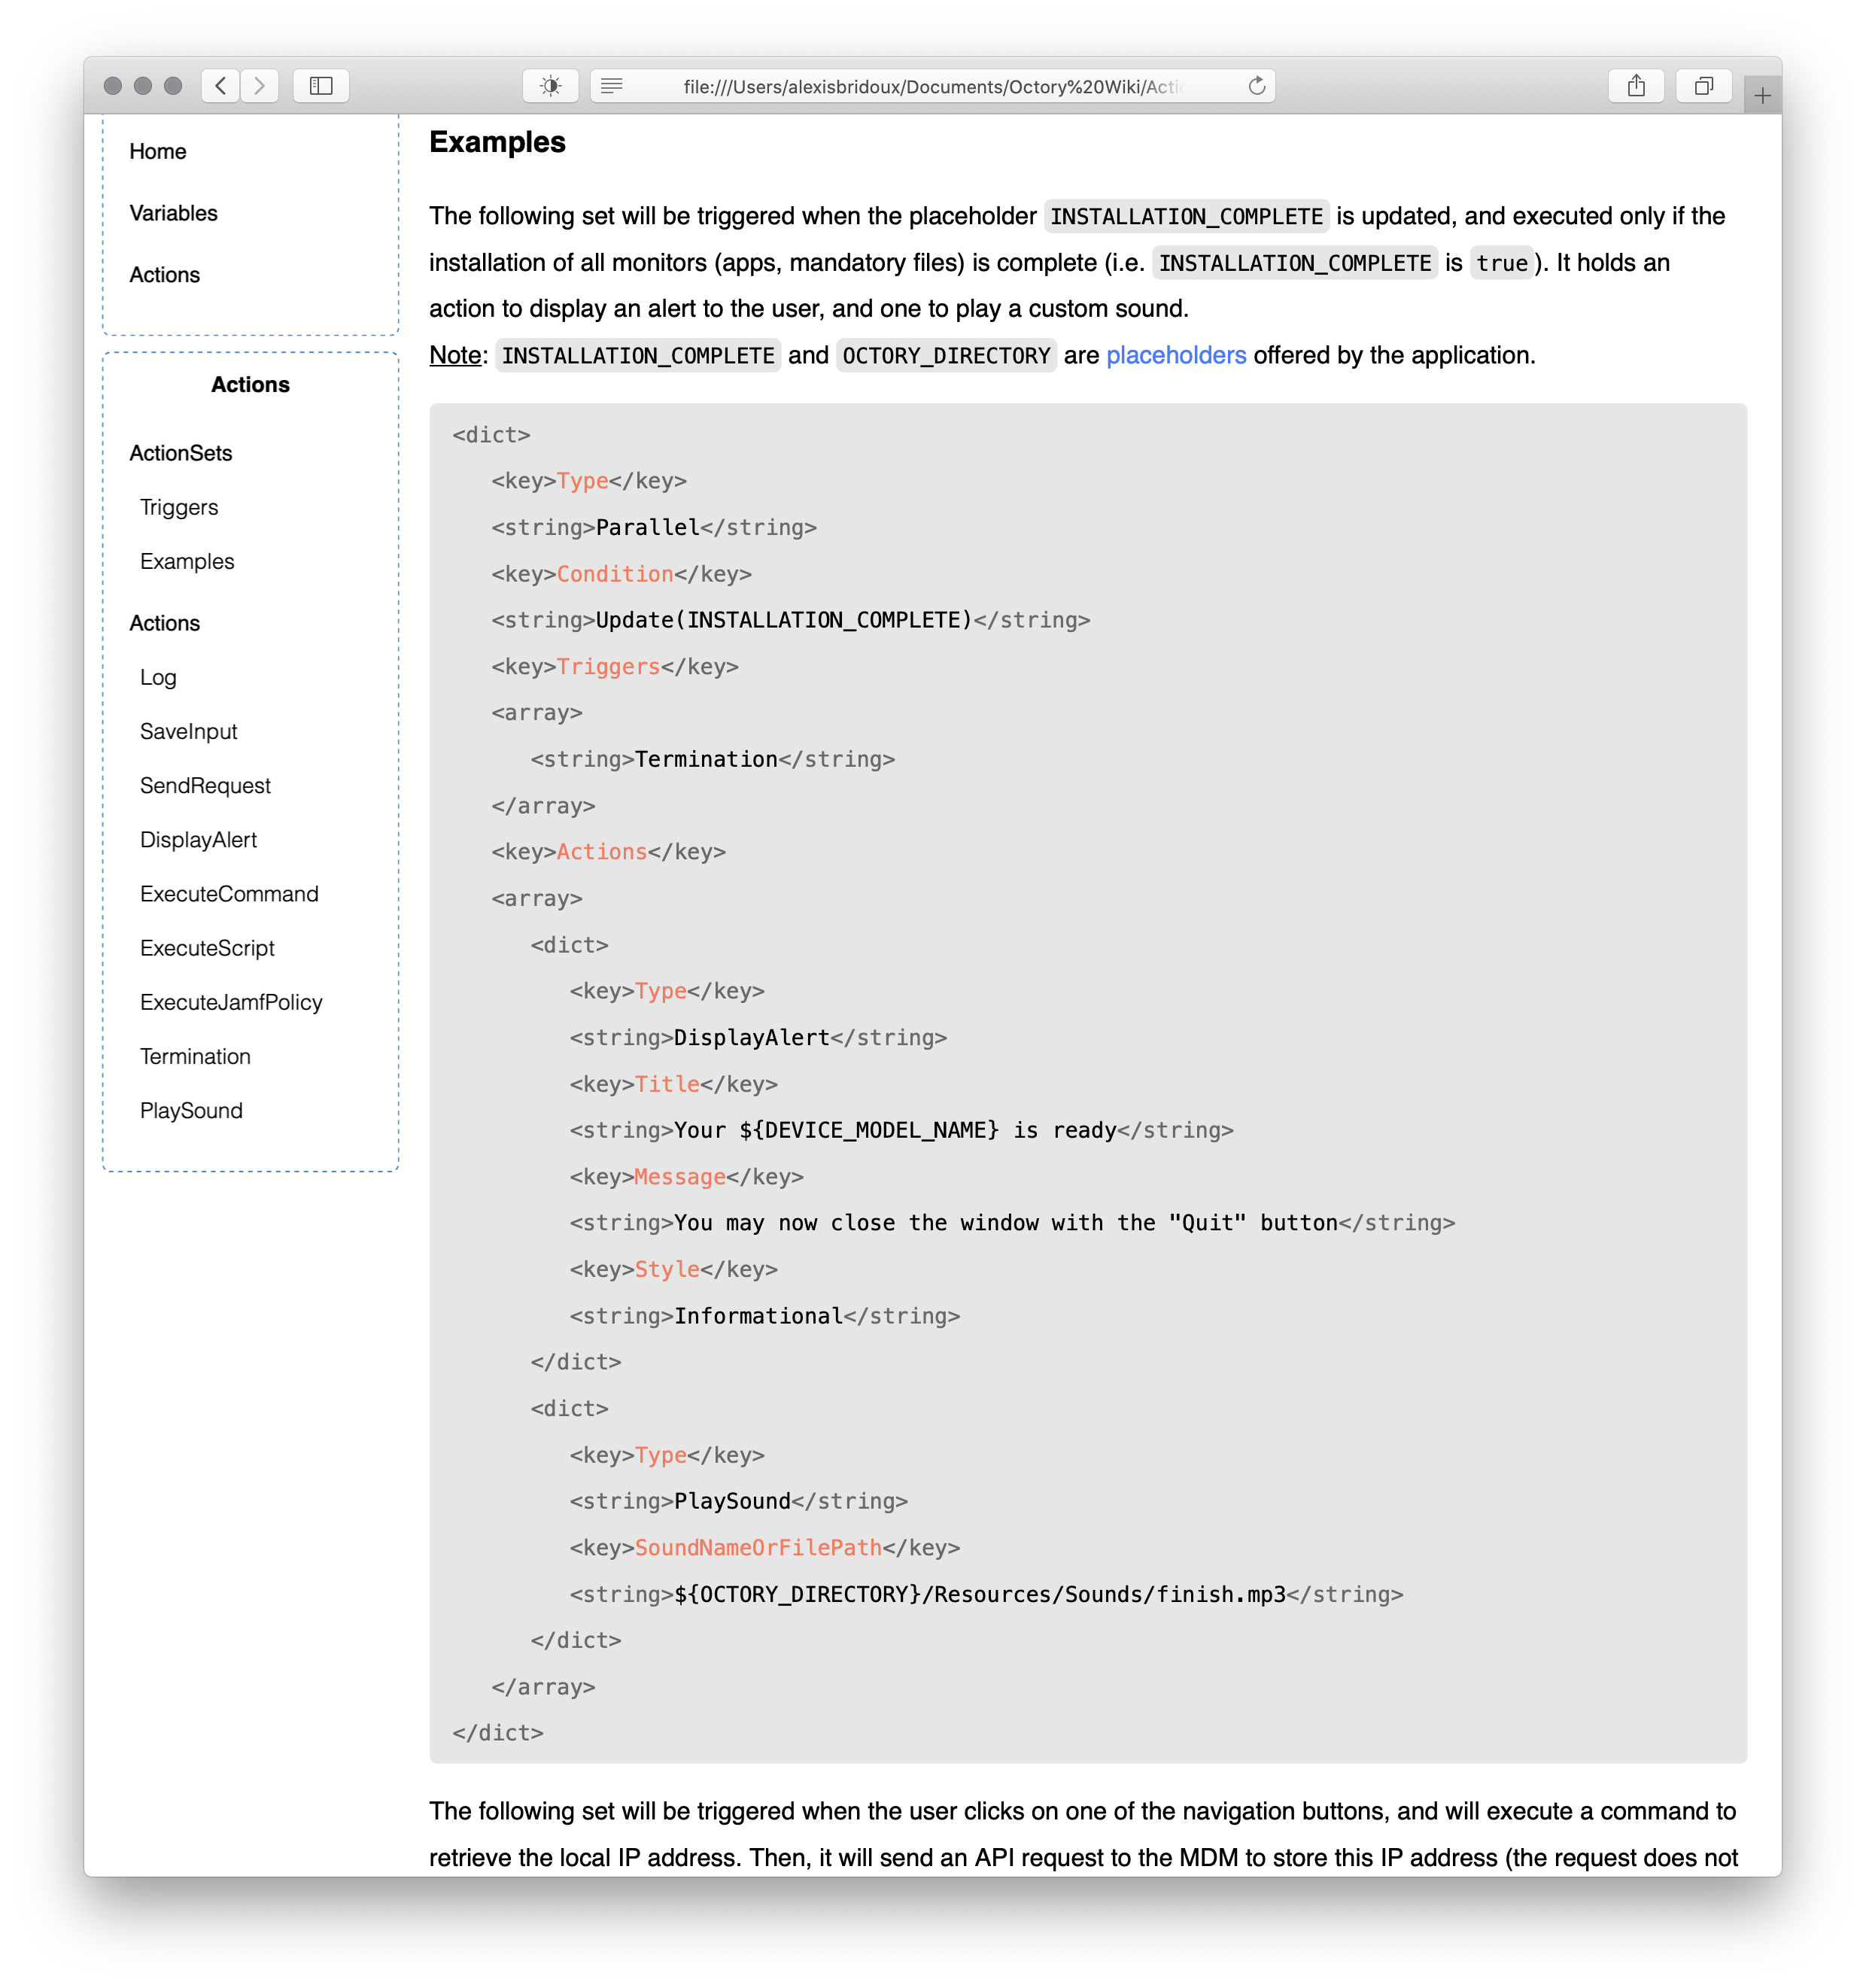 file:///Users/alexisbridoux/Documents/Octory%20Wiki/Acti
Home
Variables
Actions
Actions
ActionSets
Triggers
Examples
Actions
Log
SaveInput
SendRequest
DisplayAlert
ExecuteCommand
ExecuteScript
ExecuteJamfPolicy
Termination
PlaySound
Examples
The following set will be triggered when the placeholder INSTALLATION_COMPLETE is updated, and executed only if the
installation of all monitors (apps, mandatory files) is complete (i.e. INSTALLATION_COMPLETE is true). It holds an
action to display an alert to the user, and one to play a custom sound.
Note: INSTALLATION_COMPLETE and OCTORY_DIRECTORY are placeholders offered by the application.
<dict>
<key>Type</key>
<string>Parallel</string>
<key>Condition</key>
<string>Update(INSTALLATION_COMPLETE)</string>
<key>Triggers</key>
<array>
<string>Termination</string>
</array>
<key>Actions</key>
<array>
<dict>
<key>Type</key>
<string>DisplayAlert</string>
<key>Title</key>
<string>Your ${DEVICE_MODEL_NAME} is ready</string>
<key>Message</key>
<string>You may now close the window with the "Quit" button</string>
<key>Style</key>
<string>Informational</string>
</dict>
<dict>
<key>Type</key>
<string>PlaySound</string>
<key>SoundNameOrFilePath</key>
<string>${OCTORY_DIRECTORY}/Resources/Sounds/finish.mp3</string>
</dict>
</array>
</dict>
The following set will be triggered when the user clicks on one of the navigation buttons, and will execute a command to
retrieve the local IP address. Then, it will send an API request to the MDM to store this IP address (the request does not